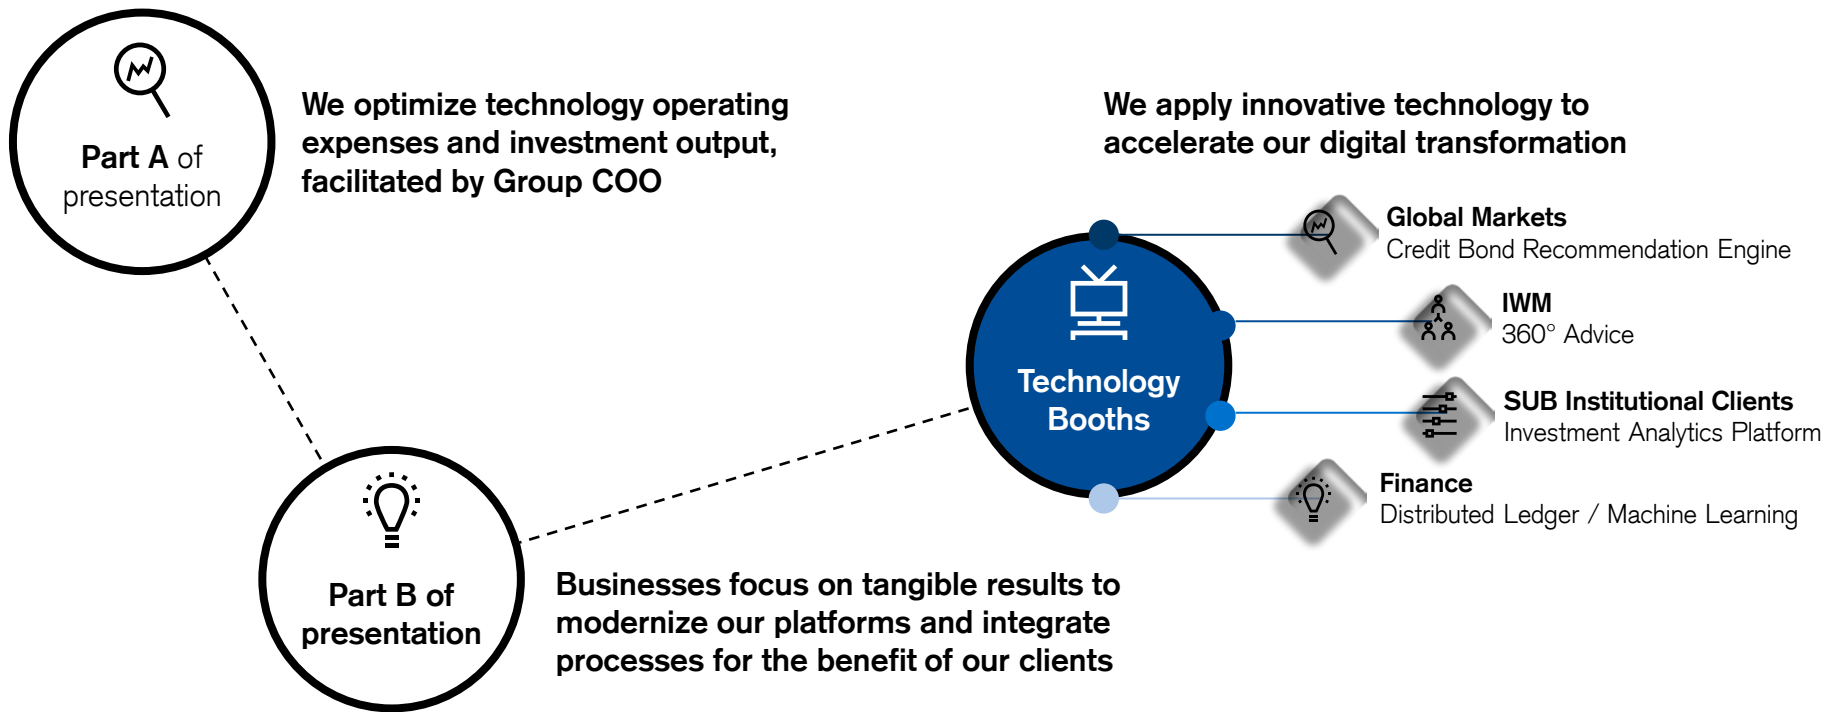 Part A of
presentation
We optimize technology operating
expenses and investment output,
facilitated by Group COO
Part B of
presentation
Businesses focus on tangible results to
modernize our platforms and integrate
processes for the benefit of our clients
We apply innovative technology to
accelerate our digital transformation
Technology
Booths
Global Markets
Credit Bond Recommendation Engine
IWM
360° Advice
SUB Institutional Clients
Investment Analytics Platform
Finance
Distributed Ledger / Machine Learning